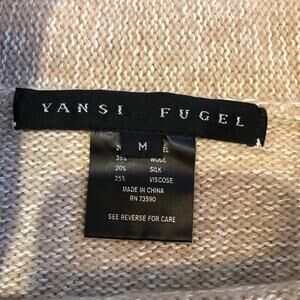 YANSI FUGEL
M
35% WOOL
20% SILK
25% VISCOSE
MADE IN CHINA
RN 73590
SEE REVERSE FOR CARE